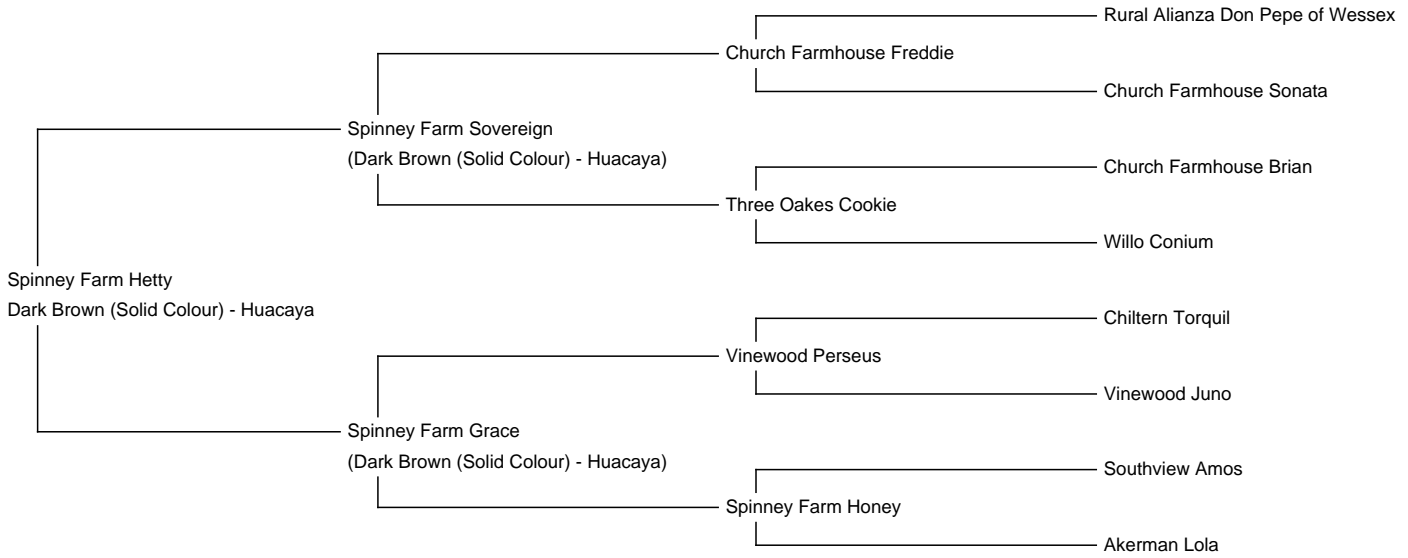 Rural Alianza Don Pepe of Wessex
Church Farmhouse Freddie
Church Farmhouse Sonata
Spinney Farm Sovereign
(Dark Brown (Solid Colour) - Huacaya)
Church Farmhouse Brian
Three Oakes Cookie
Willo Conium
Spinney Farm Hetty
Dark Brown (Solid Colour) - Huacaya
Chiltern Torquil
Vinewood Perseus
Vinewood Juno
Spinney Farm Grace
(Dark Brown (Solid Colour) - Huacaya)
Southview Amos
Spinney Farm Honey
Akerman Lola